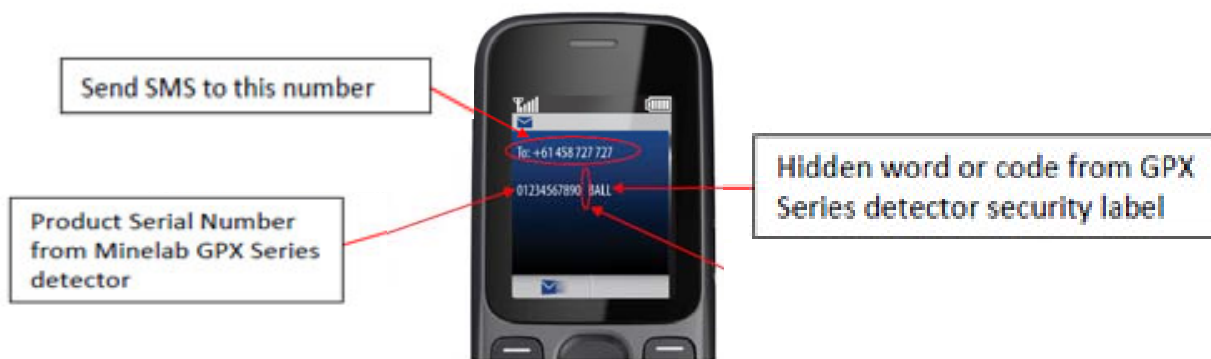 Send SMS to this number
To: +61 458 727 727
01234567890 BALL
Hidden word or code from GPX
Series detector security label
Product Serial Number
from Minelab GPX Series
detector